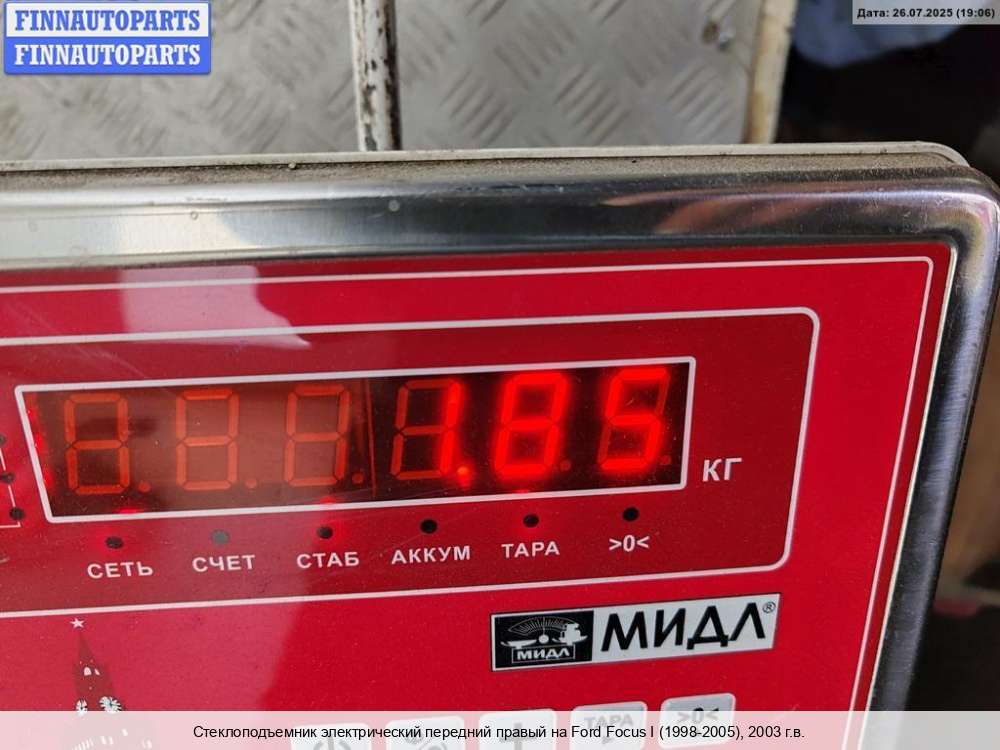 FINNAUTOPARTS
FINNAUTOPARTS
Дата: 26.07.2025 (19:06)
1.85
КГ
СЕТЬ СЧЕТ СТАБ АККУМ ТАРА >0<
МИДЛ МИДЛ®
ТАРА >0<
Стеклоподъемник электрический передний правый на Ford Focus I (1998-2005), 2003 г.в.